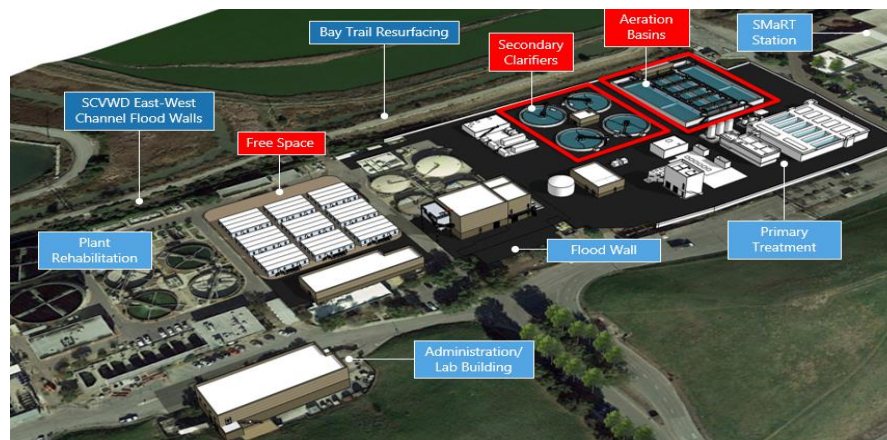 Bay Trail Resurfacing
Secondary
Clarifiers
Aeration
Basins
SMaRT
Station
SCVWD East-West
Channel Flood Walls
Free Space
Plant
Rehabilitation
Flood Wall
Primary
Treatment
Administration/
Lab Building